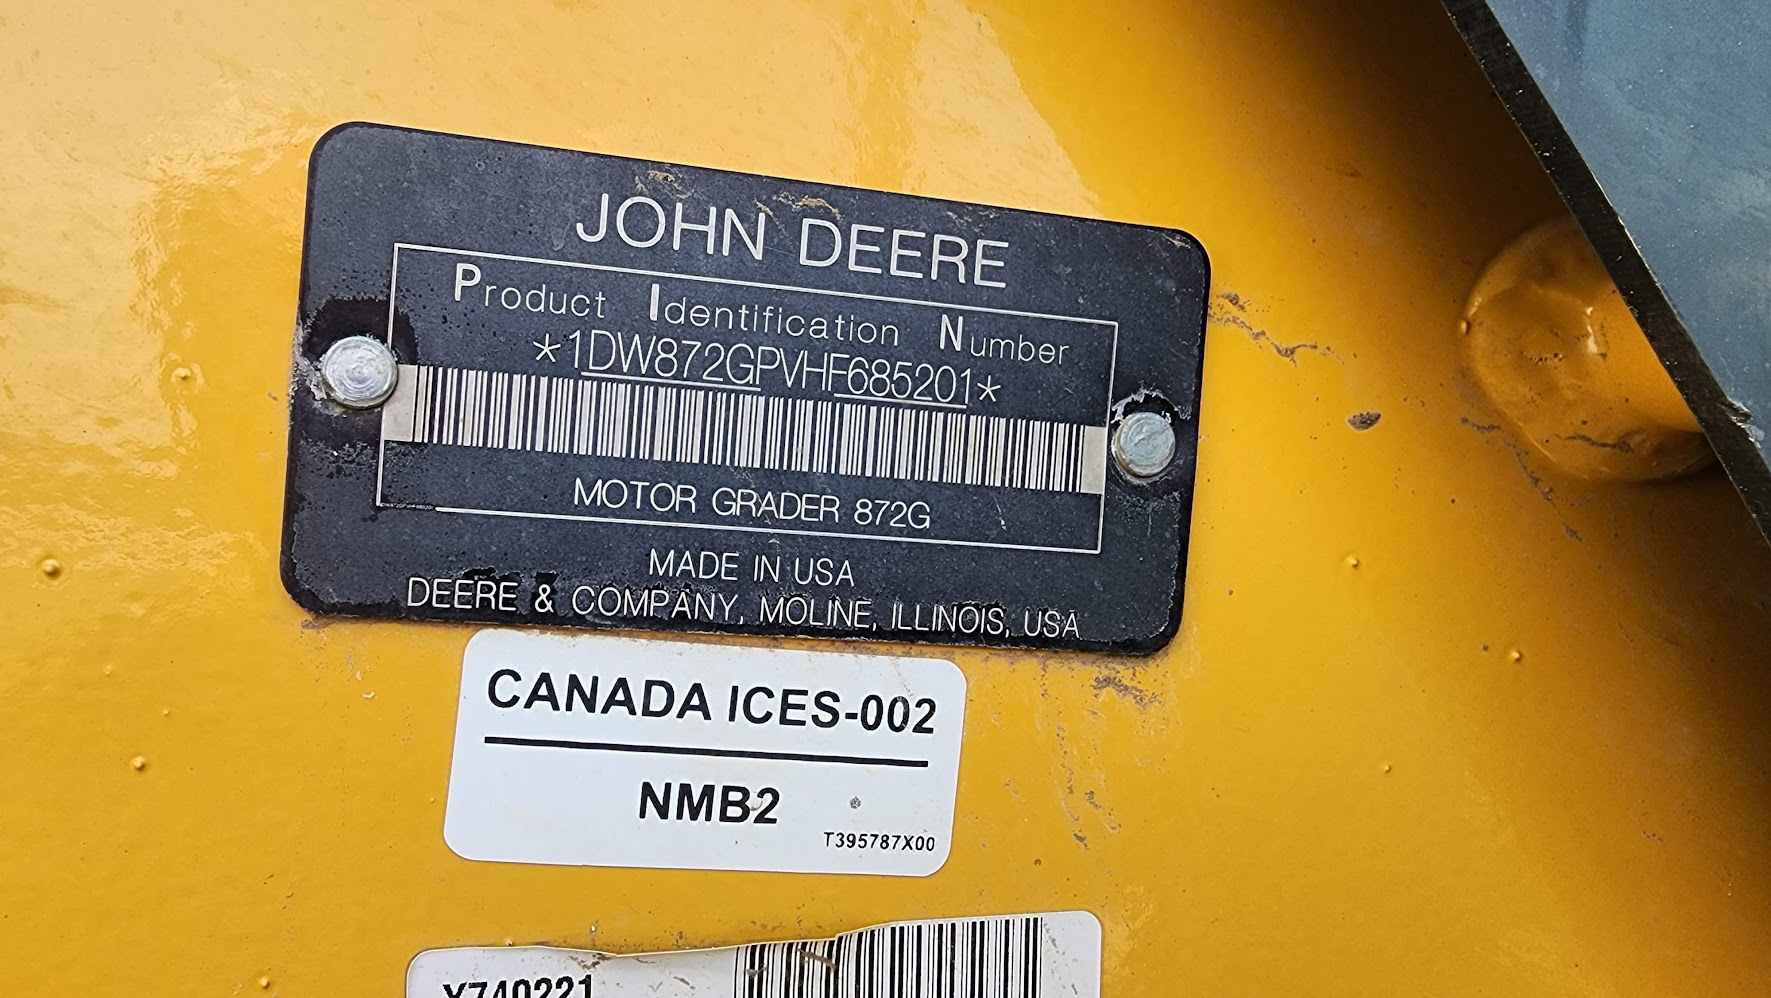 JOHN DEERE
Product Identification Number
*1DW872GPVHF685201*
MOTOR GRADER 872G
MADE IN USA
DEERE & COMPANY, MOLINE, ILLINOIS, USA
CANADA ICES-002
NMB2
T395787X00